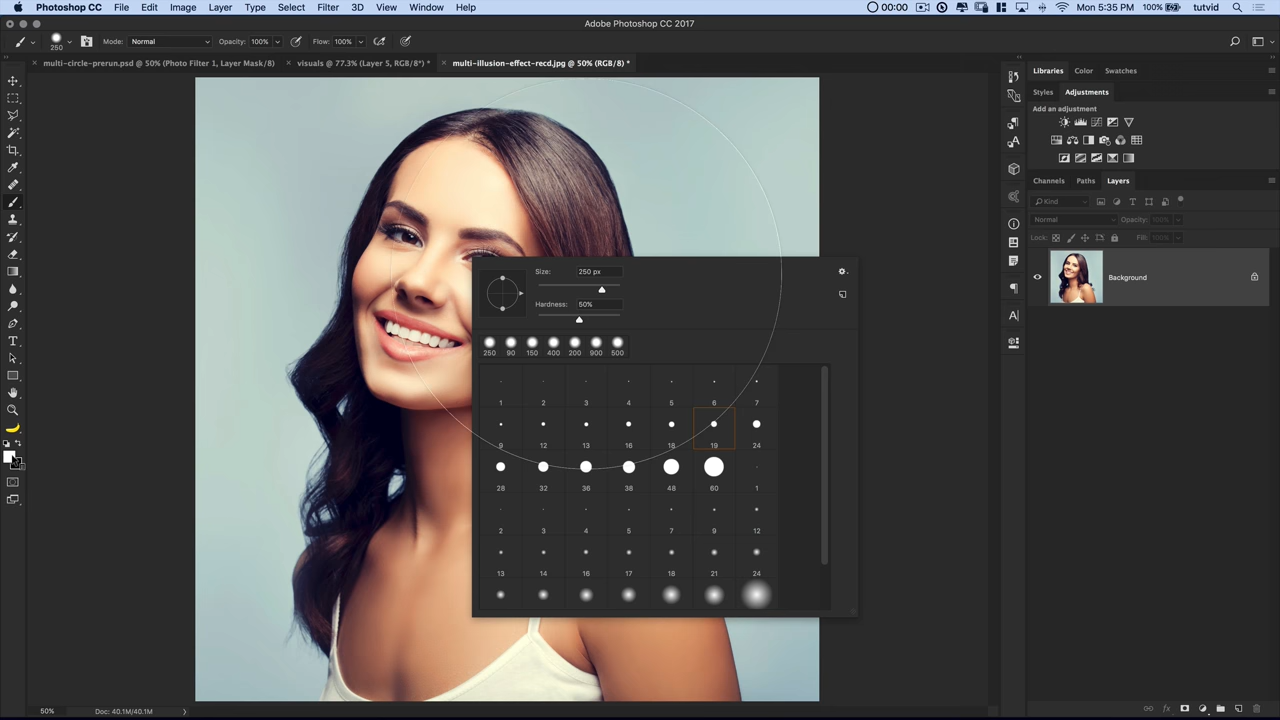 Photoshop CC File Edit Image Layer Type Select Filter 3D View Window Help 00:00 100% Mon 5:35 PM tutvid
Adobe Photoshop CC 2017
250 Mode: Normal Opacity: 100% Flow: 100%
multi-circle-prerun.psd @ 50% (Photo Filter 1, Layer Mask/8) visuals @ 77.3% (Layer 5, RGB/8*) * multi-illusion-effect-recd.jpg @ 50% (RGB/8) *
Libraries Color Swatches
Styles Adjustments
Add an adjustment
Channels Paths Layers
Kind
Normal Opacity: 100%
Lock: Fill: 100%
Background
Size: 250 px
Hardness: 50%
250 90 150 400 200 900 500
1 2 3 4 5 6 7
9 12 13 16 18 19 24
28 32 36 38 48 60 1
2 3 4 5 7 9 12
13 14 16 17 18 21 24
50% Doc: 40.1M/40.1M